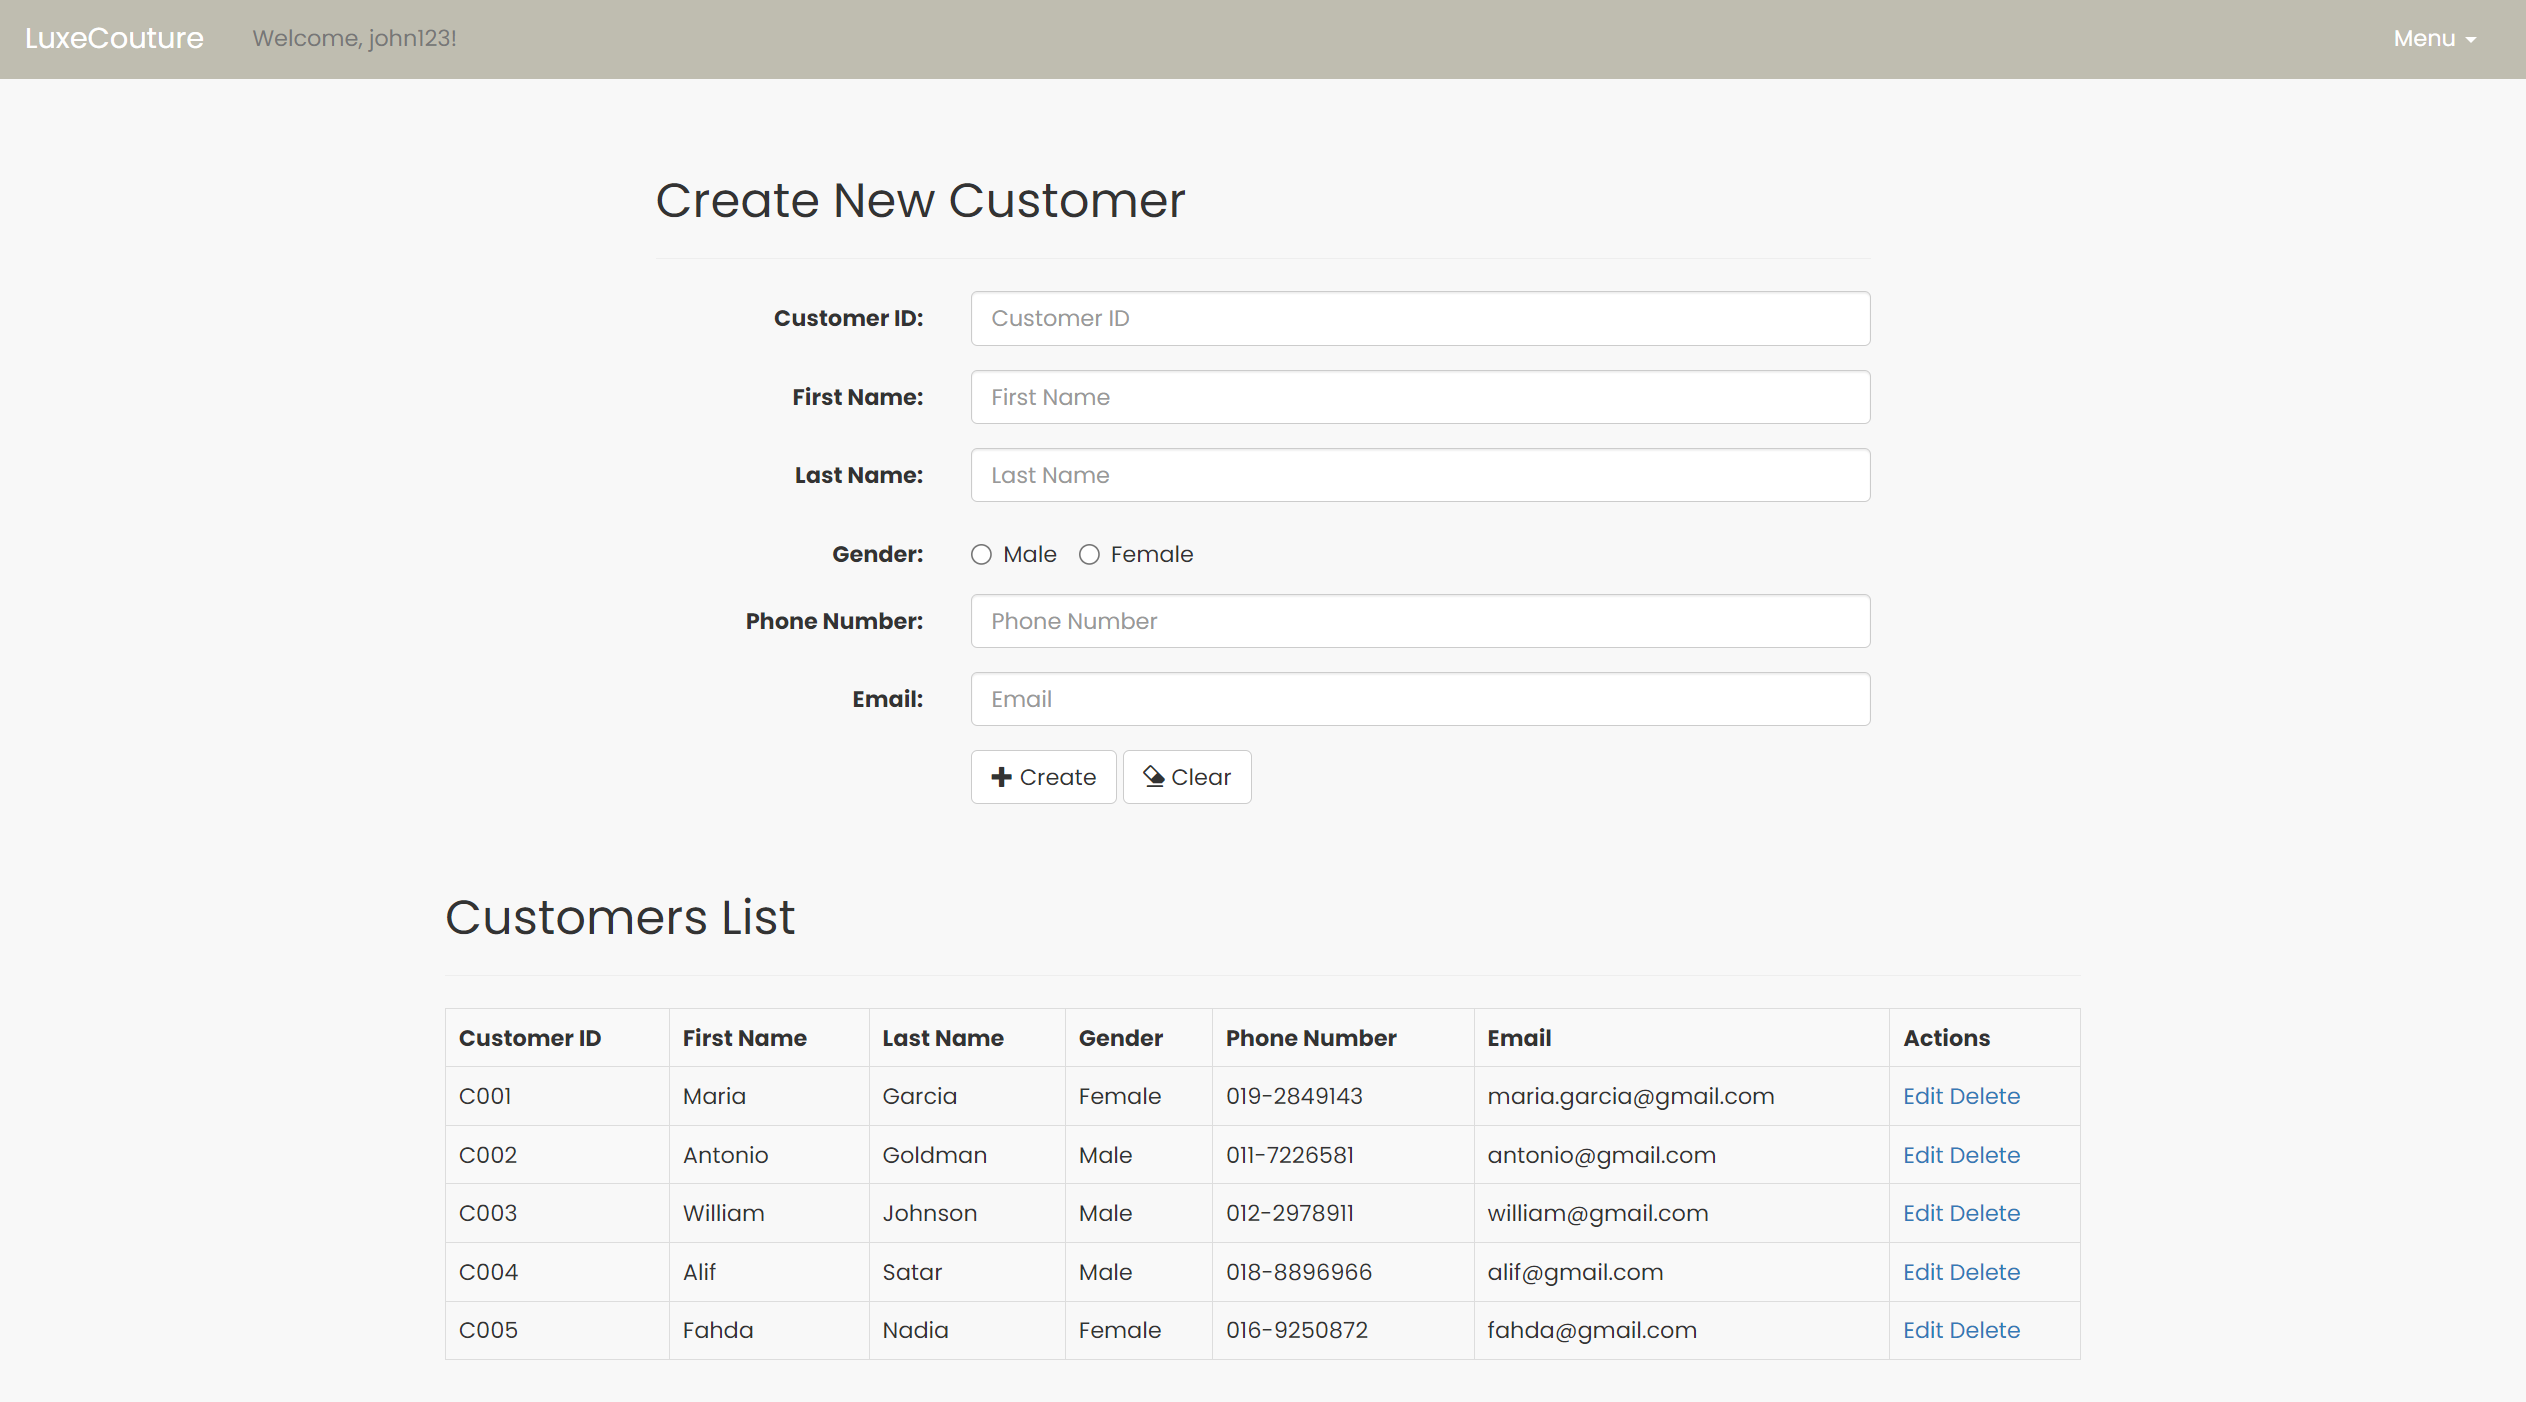 LuxeCouture Welcome, john123! Menu
Create New Customer
Customer ID: Customer ID
First Name: First Name
Last Name: Last Name
Gender: Male Female
Phone Number: Phone Number
Email: Email
Create Clear
Customers List
Customer ID First Name Last Name Gender Phone Number Email Actions
C001 Maria Garcia Female 019-2849143 maria.garcia@gmail.com Edit Delete
C002 Antonio Goldman Male 011-7226581 antonio@gmail.com Edit Delete
C003 William Johnson Male 012-2978911 william@gmail.com Edit Delete
C004 Alif Satar Male 018-8896966 alif@gmail.com Edit Delete
C005 Fahda Nadia Female 016-9250872 fahda@gmail.com Edit Delete